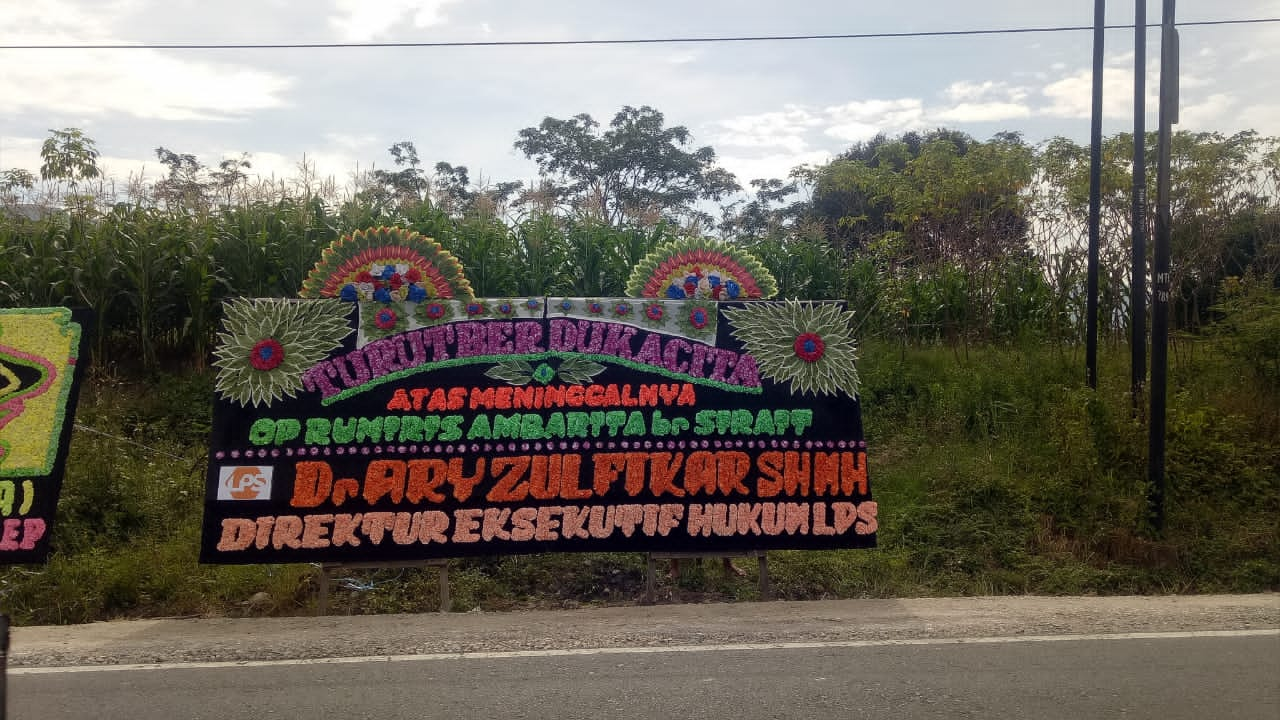 TURUT BER DUKACITA
ATAS MENINGGALNYA
OP RUMIRIS AMBARITA br SIRAIT
LPS
Dr ARY ZULFIKAR SH MH
DIREKTUR EKSEKUTIF HUKUM LPS